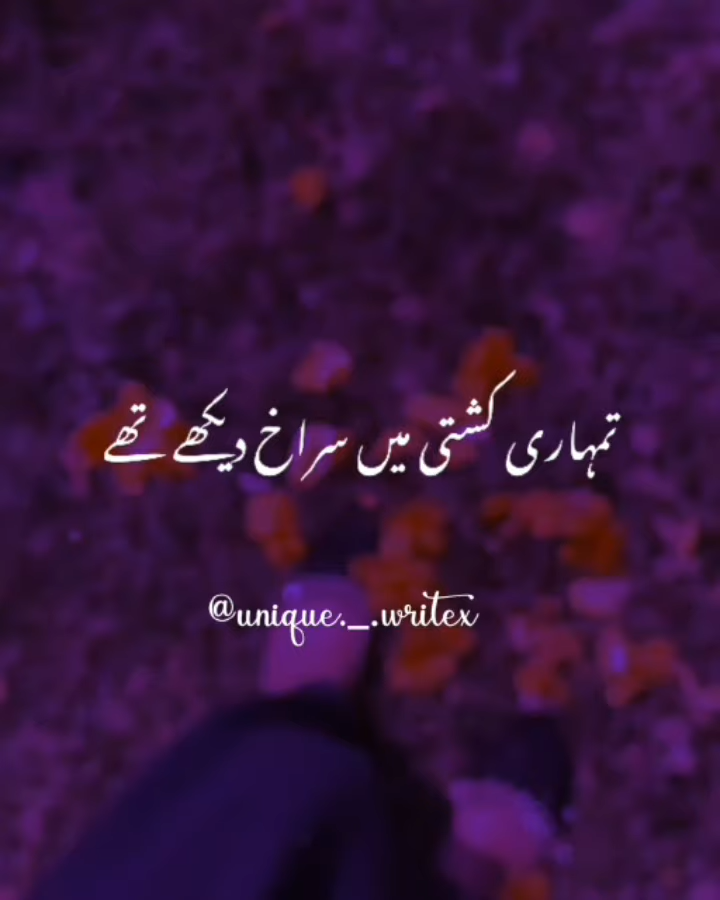 تمہاری کشتی میں سراخ دیکھے تھے
@unique._.writex